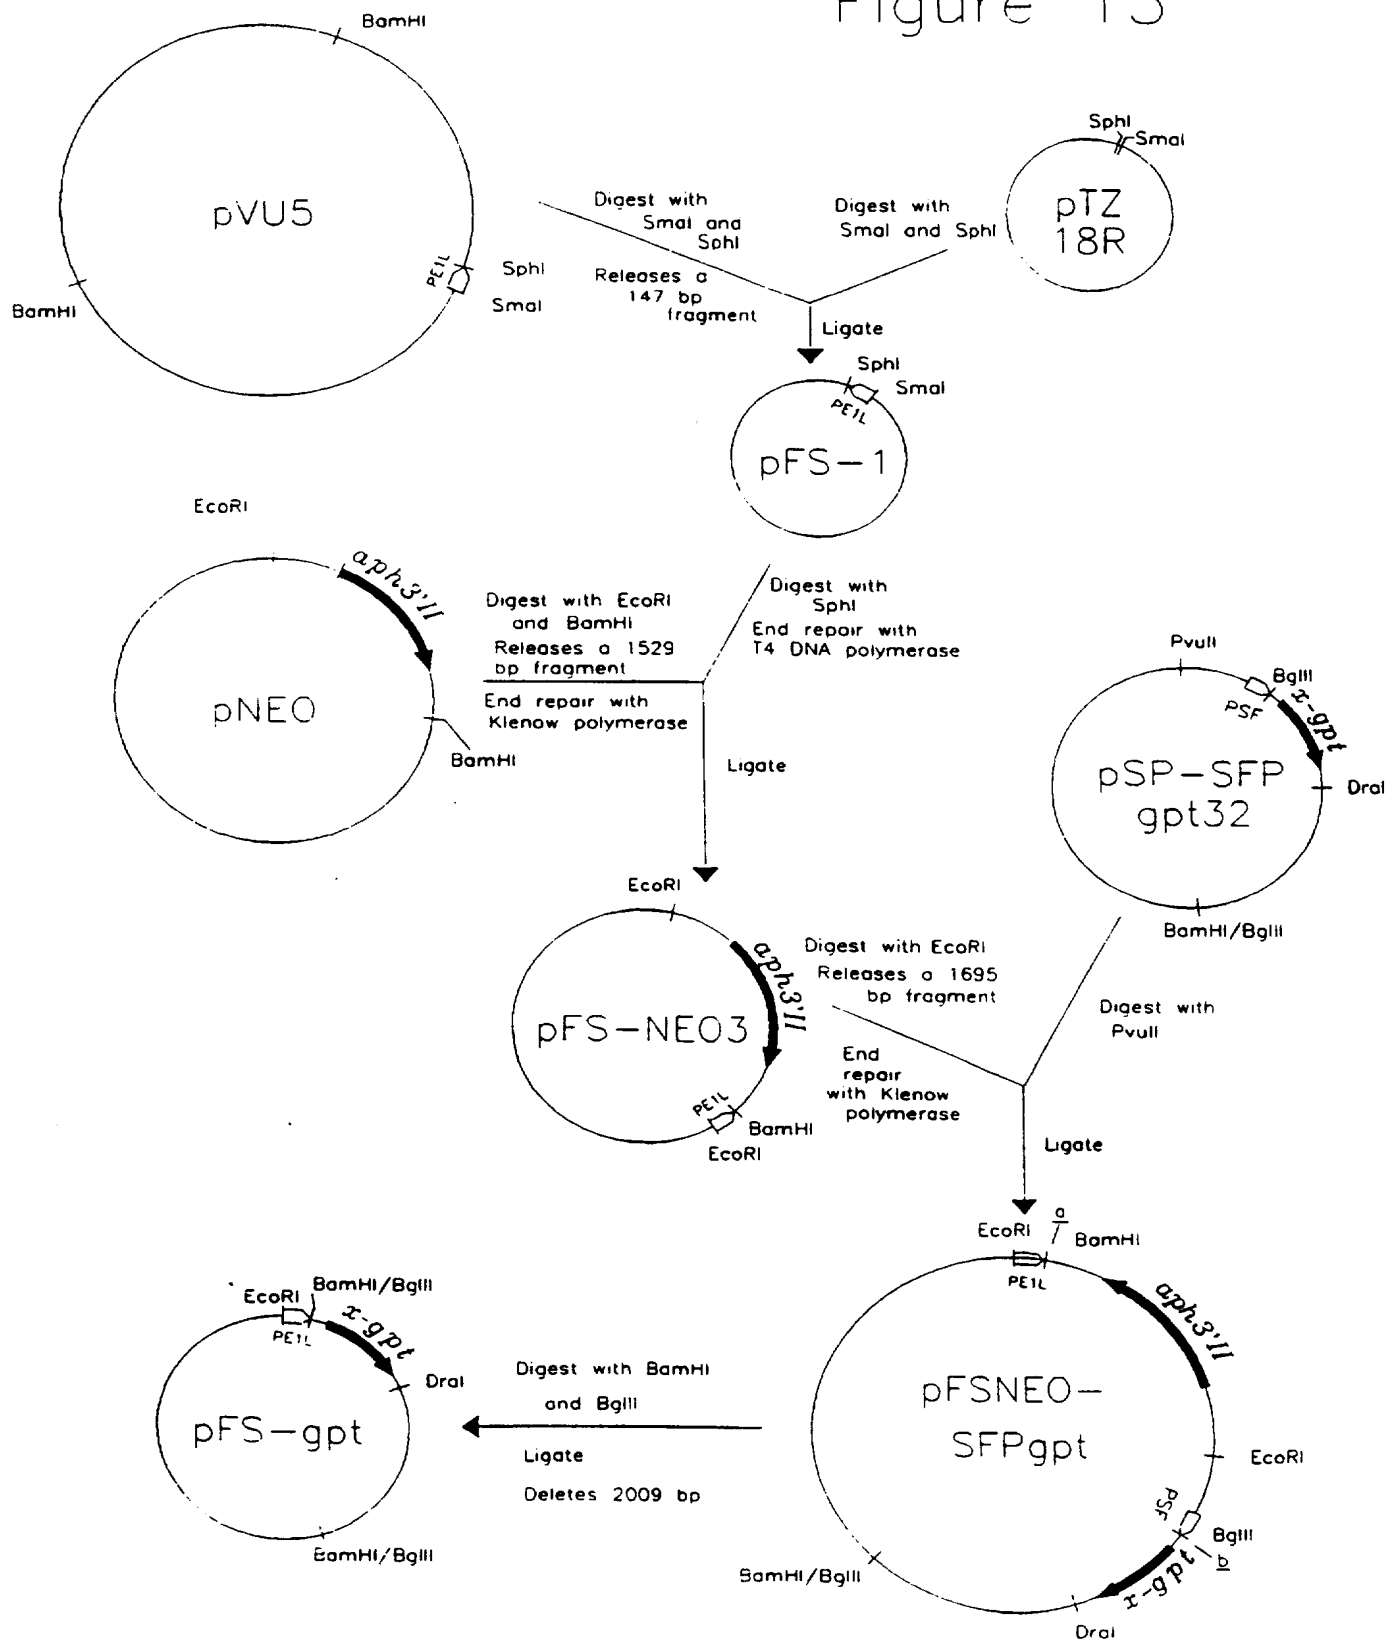 Figure 13
BamHI
pVU5
PE1L
SphI
SmaI
BamHI
Digest with
SmaI and
SphI
Releases a
147 bp
fragment
Digest with
SmaI and SphI
SphI
SmaI
pTZ
18R
Ligate
SphI
SmaI
PE1L
pFS-1
EcoRI
aph3'II
pNEO
BamHI
Digest with EcoRI
and BamHI
Releases a 1529
bp fragment
End repair with
Klenow polymerase
Digest with
SphI
End repair with
T4 DNA polymerase
Ligate
PvuII
BglII
PSF
x-gpt
pSP-SFP
gpt32
DraI
BamHI/BglII
EcoRI
aph3'II
pFS-NEO3
PE1L
BamHI
EcoRI
Digest with EcoRI
Releases a 1695
bp fragment
End
repair
with Klenow
polymerase
Digest with
PvuII
Ligate
EcoRI
a
BamHI
PE1L
aph3'II
pFSNEO-
SFPgpt
EcoRI
PSF
BglII
b
x-gpt
DraI
BamHI/BglII
Digest with BamHI
and BglII
Ligate
Deletes 2009 bp
EcoRI
BamHI/BglII
PE1L
x-gpt
DraI
pFS-gpt
BamHI/BglII